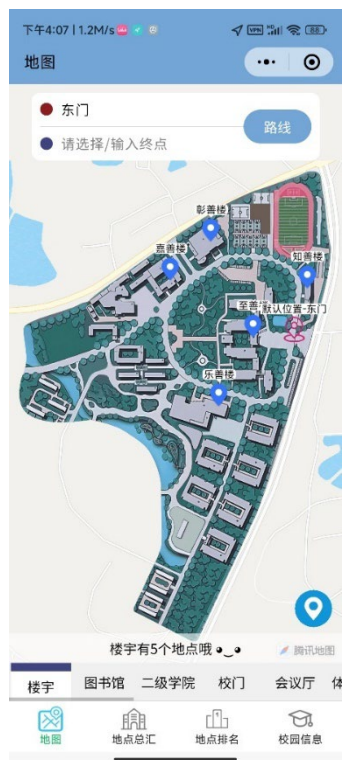 下午4:07 | 1.2M/s
VPN HD 88
地图
东门
请选择/输入终点
路线
彰善楼
嘉善楼
知善楼
至善
默认位置-东门
乐善楼
楼宇有5个地点哦
腾讯地图
楼宇 图书馆 二级学院 校门 会议厅 体
地图 地点总汇 地点排名 校园信息